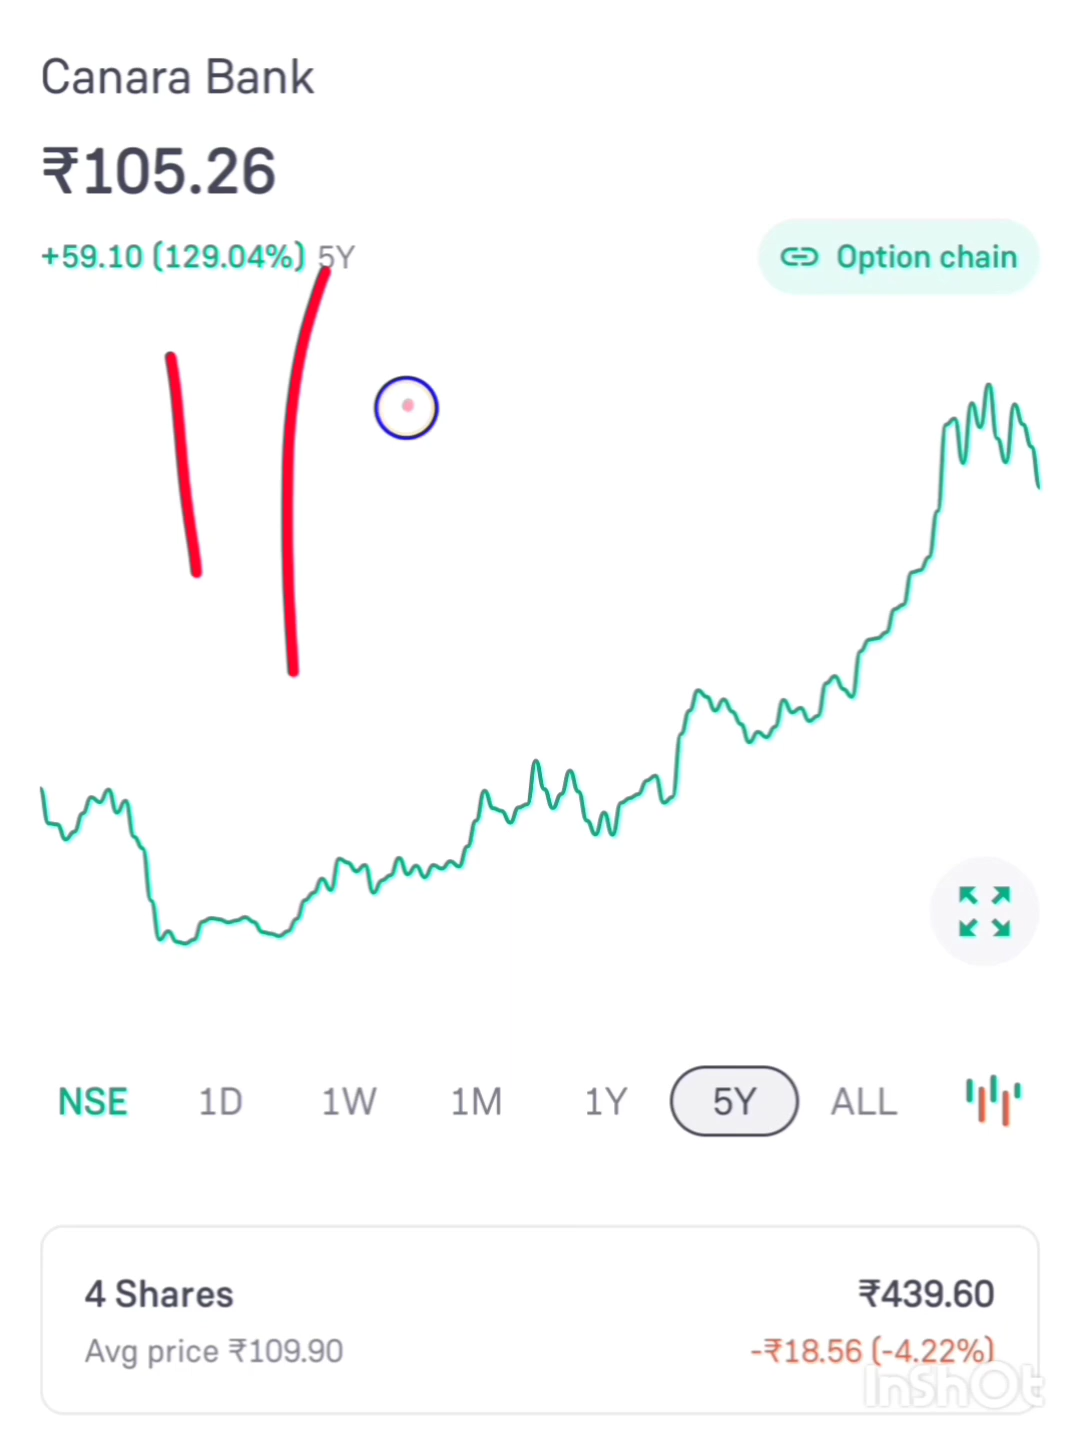 Canara Bank
₹105.26
+59.10 (129.04%) 5Y
Option chain
NSE 1D 1W 1M 1Y 5Y ALL
4 Shares ₹439.60
Avg price ₹109.90 -₹18.56 (-4.22%)
InShOt